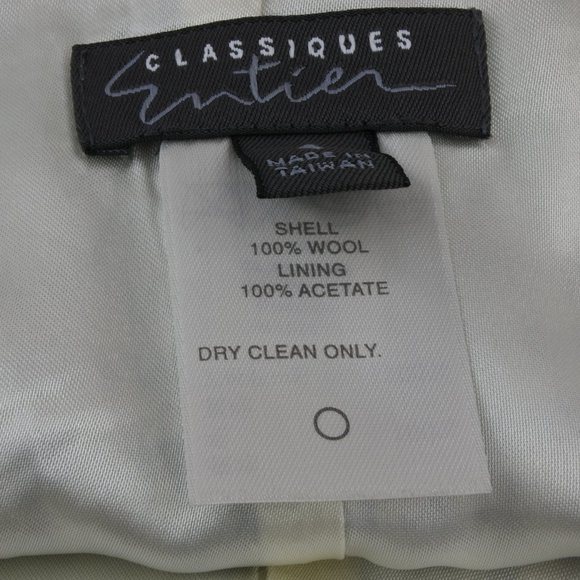 CLASSIQUES
Entier
MADE IN
TAIWAN
SHELL
100% WOOL
LINING
100% ACETATE
DRY CLEAN ONLY.